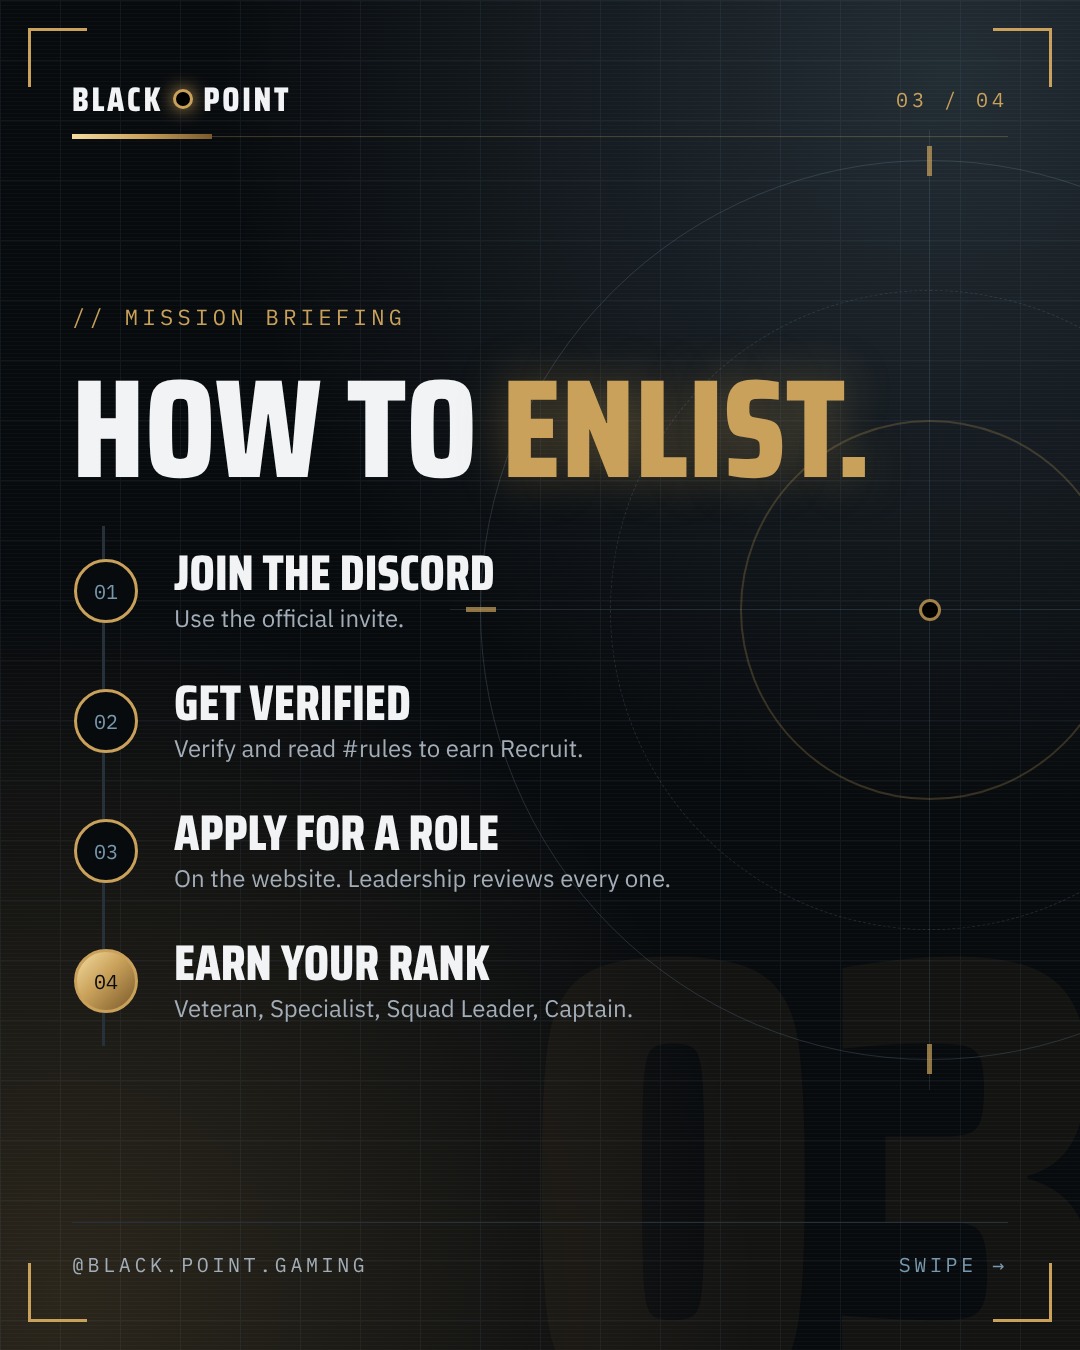 BLACK POINT
03 / 04
// MISSION BRIEFING
HOW TO ENLIST.
01
JOIN THE DISCORD
Use the official invite.
02
GET VERIFIED
Verify and read #rules to earn Recruit.
03
APPLY FOR A ROLE
On the website. Leadership reviews every one.
04
EARN YOUR RANK
Veteran, Specialist, Squad Leader, Captain.
03
@BLACK.POINT.GAMING
SWIPE →